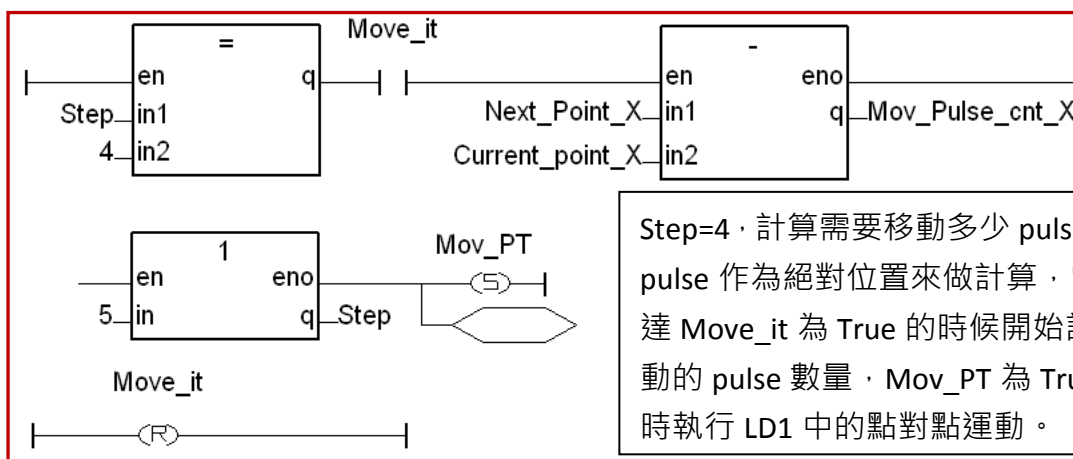 Move_it
=
-
en q
en eno
Step in1
Next_Point_X in1
q Mov_Pulse_cnt_X
4 in2
Current_point_X in2
1
Mov_PT
en eno
S
5 in
q Step
Move_it
R
Step=4，計算需要移動多少
pulse 作為絕對位置來做計算，
達 Move_it 為 True 的時候開始
動的 pulse 數量，Mov_PT 為
時執行 LD1 中的點對點運動。